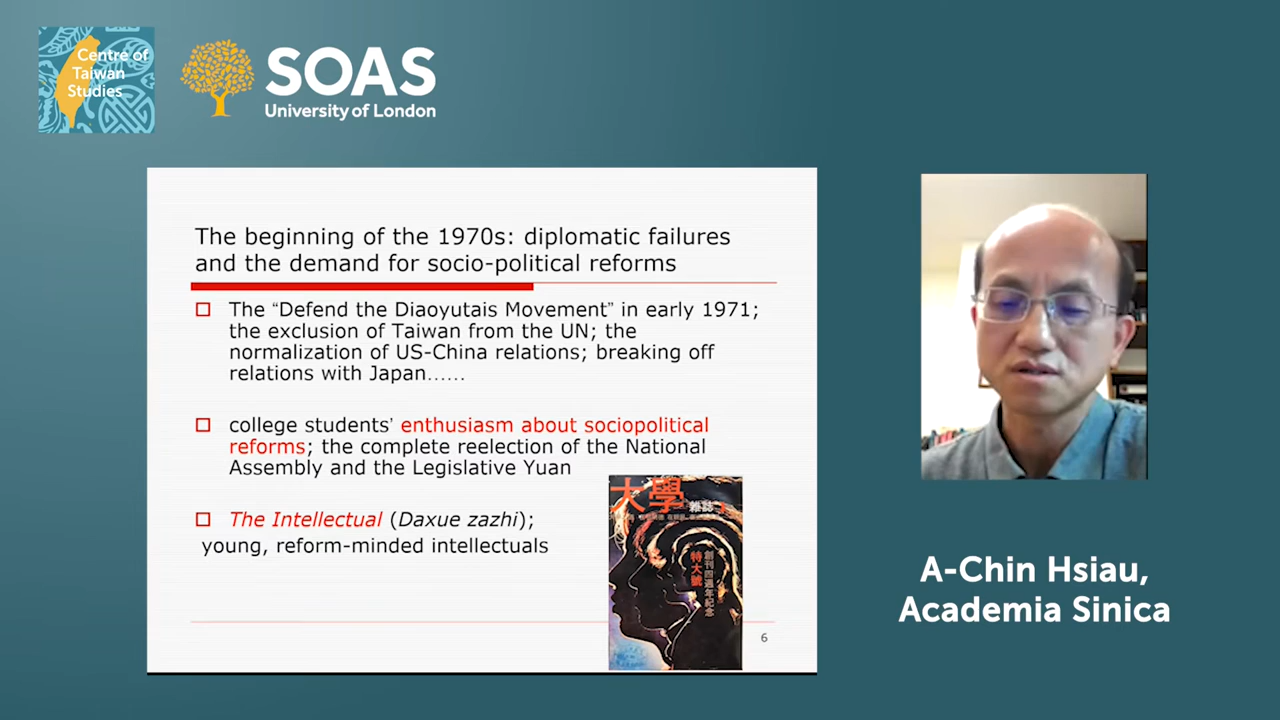 Centre of
Taiwan
Studies
SOAS
University of London
The beginning of the 1970s: diplomatic failures
and the demand for socio-political reforms
The “Defend the Diaoyutais Movement” in early 1971;
the exclusion of Taiwan from the UN; the
normalization of US-China relations; breaking off
relations with Japan......
college students’ enthusiasm about sociopolitical
reforms; the complete reelection of the National
Assembly and the Legislative Yuan
The Intellectual (Daxue zazhi);
young, reform-minded intellectuals
大學
雜誌
特大號
創刊四週年紀念
6
A-Chin Hsiau,
Academia Sinica